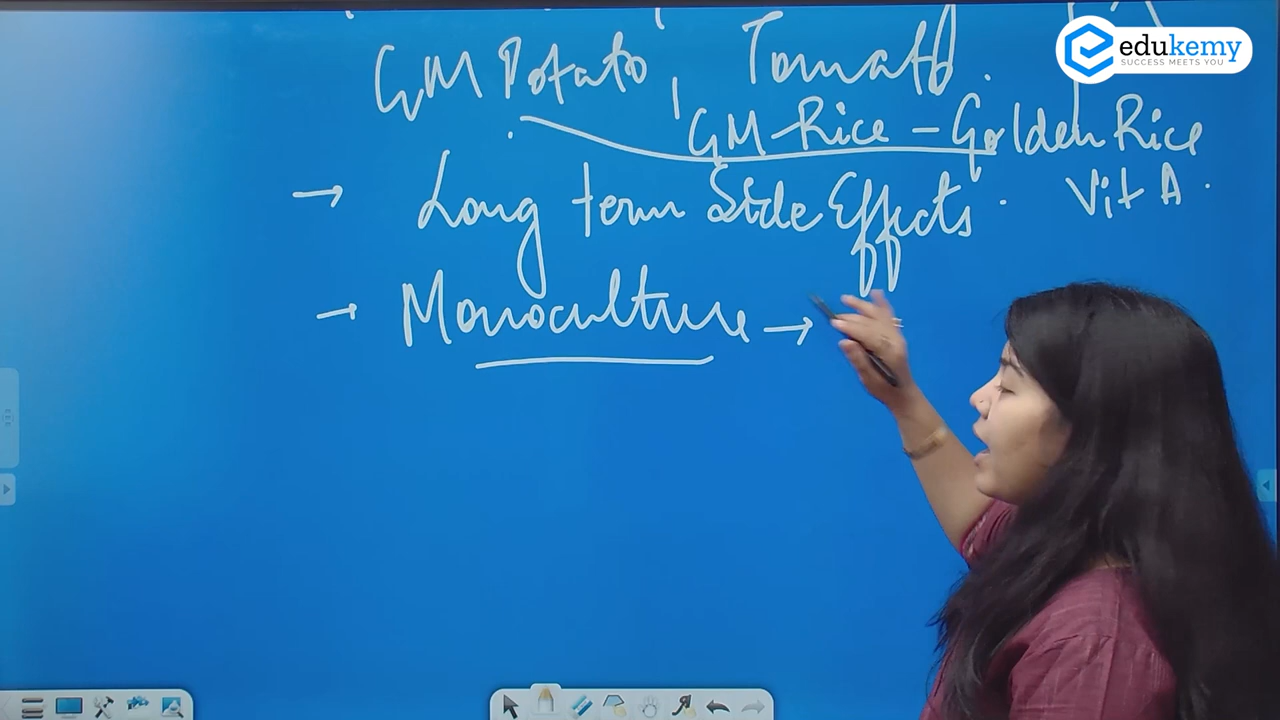 edukemy
SUCCESS MEETS YOU
GM Potato, Tomato.
GM Rice - Golden Rice
Vit A.
→ Long term Side Effects.
→ Monoculture →